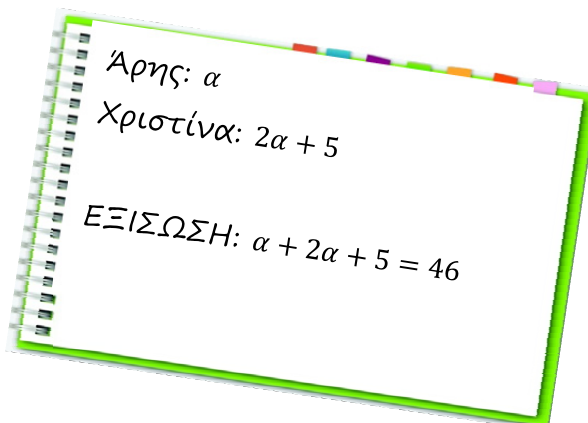 Άρης: α
Χριστίνα: 2α + 5
ΕΞΙΣΩΣΗ: α + 2α + 5 = 46